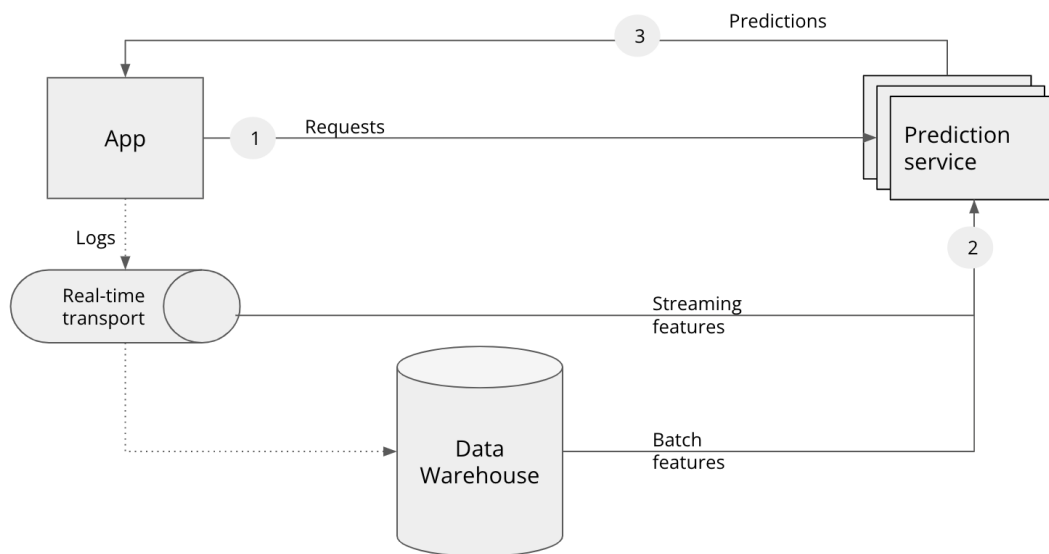 Predictions
3
App
1
Requests
Prediction
service
Logs
2
Real-time
transport
Streaming
features
Data
Warehouse
Batch
features